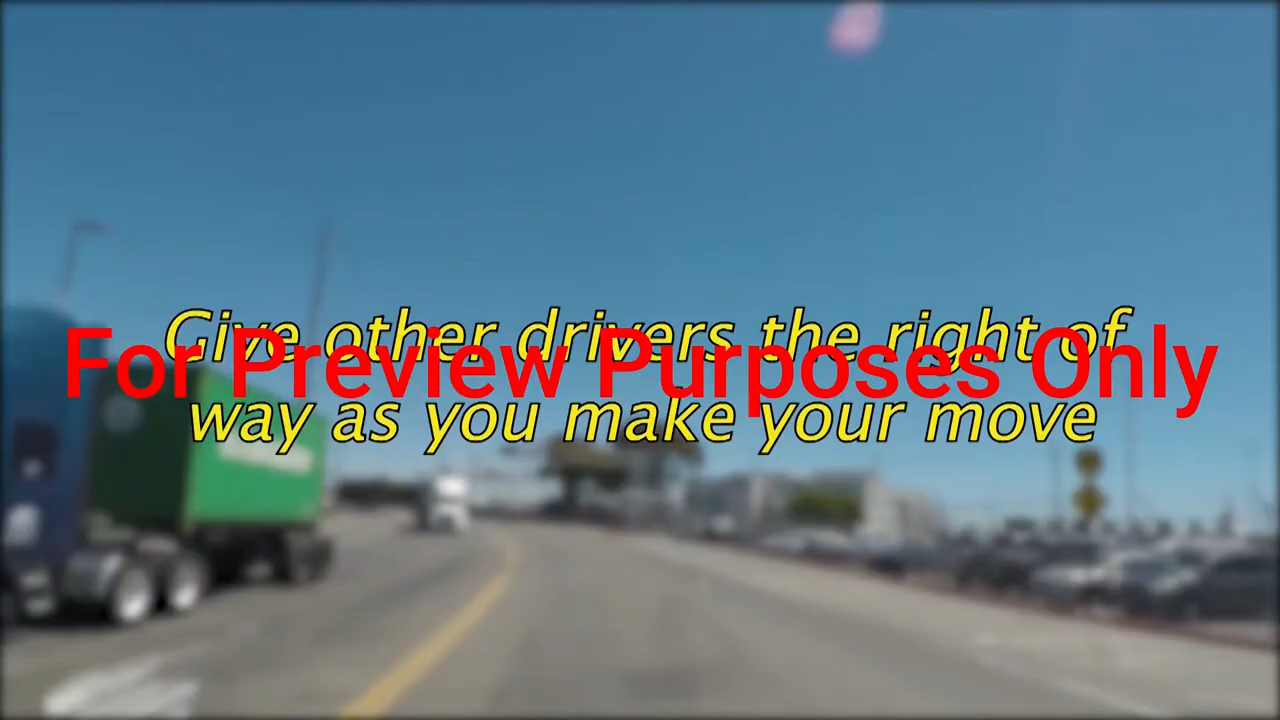 Give other drivers the right of
For Preview Purposes Only
way as you make your move